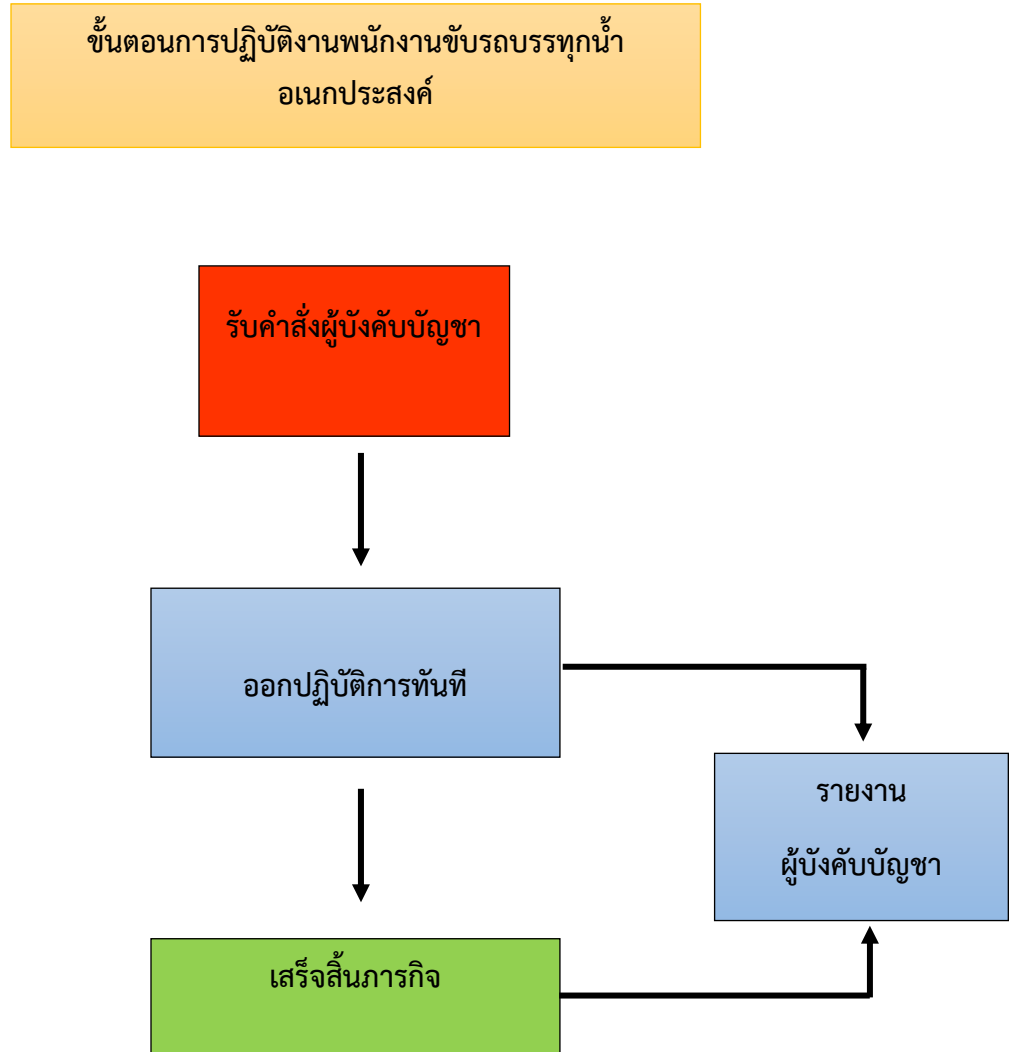 ขั้นตอนการปฏิบัติงานพนักงานขับรถบรรทุกน้ำ
อเนกประสงค์
รับคำสั่งผู้บังคับบัญชา
ออกปฏิบัติการทันที
รายงาน
ผู้บังคับบัญชา
เสร็จสิ้นภารกิจ